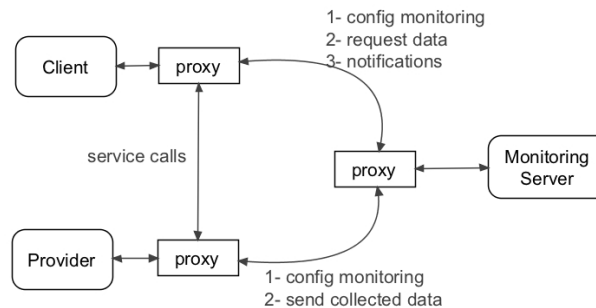 1- config monitoring
2- request data
3- notifications
Client
proxy
service calls
proxy
Monitoring
Server
Provider
proxy
1- config monitoring
2- send collected data